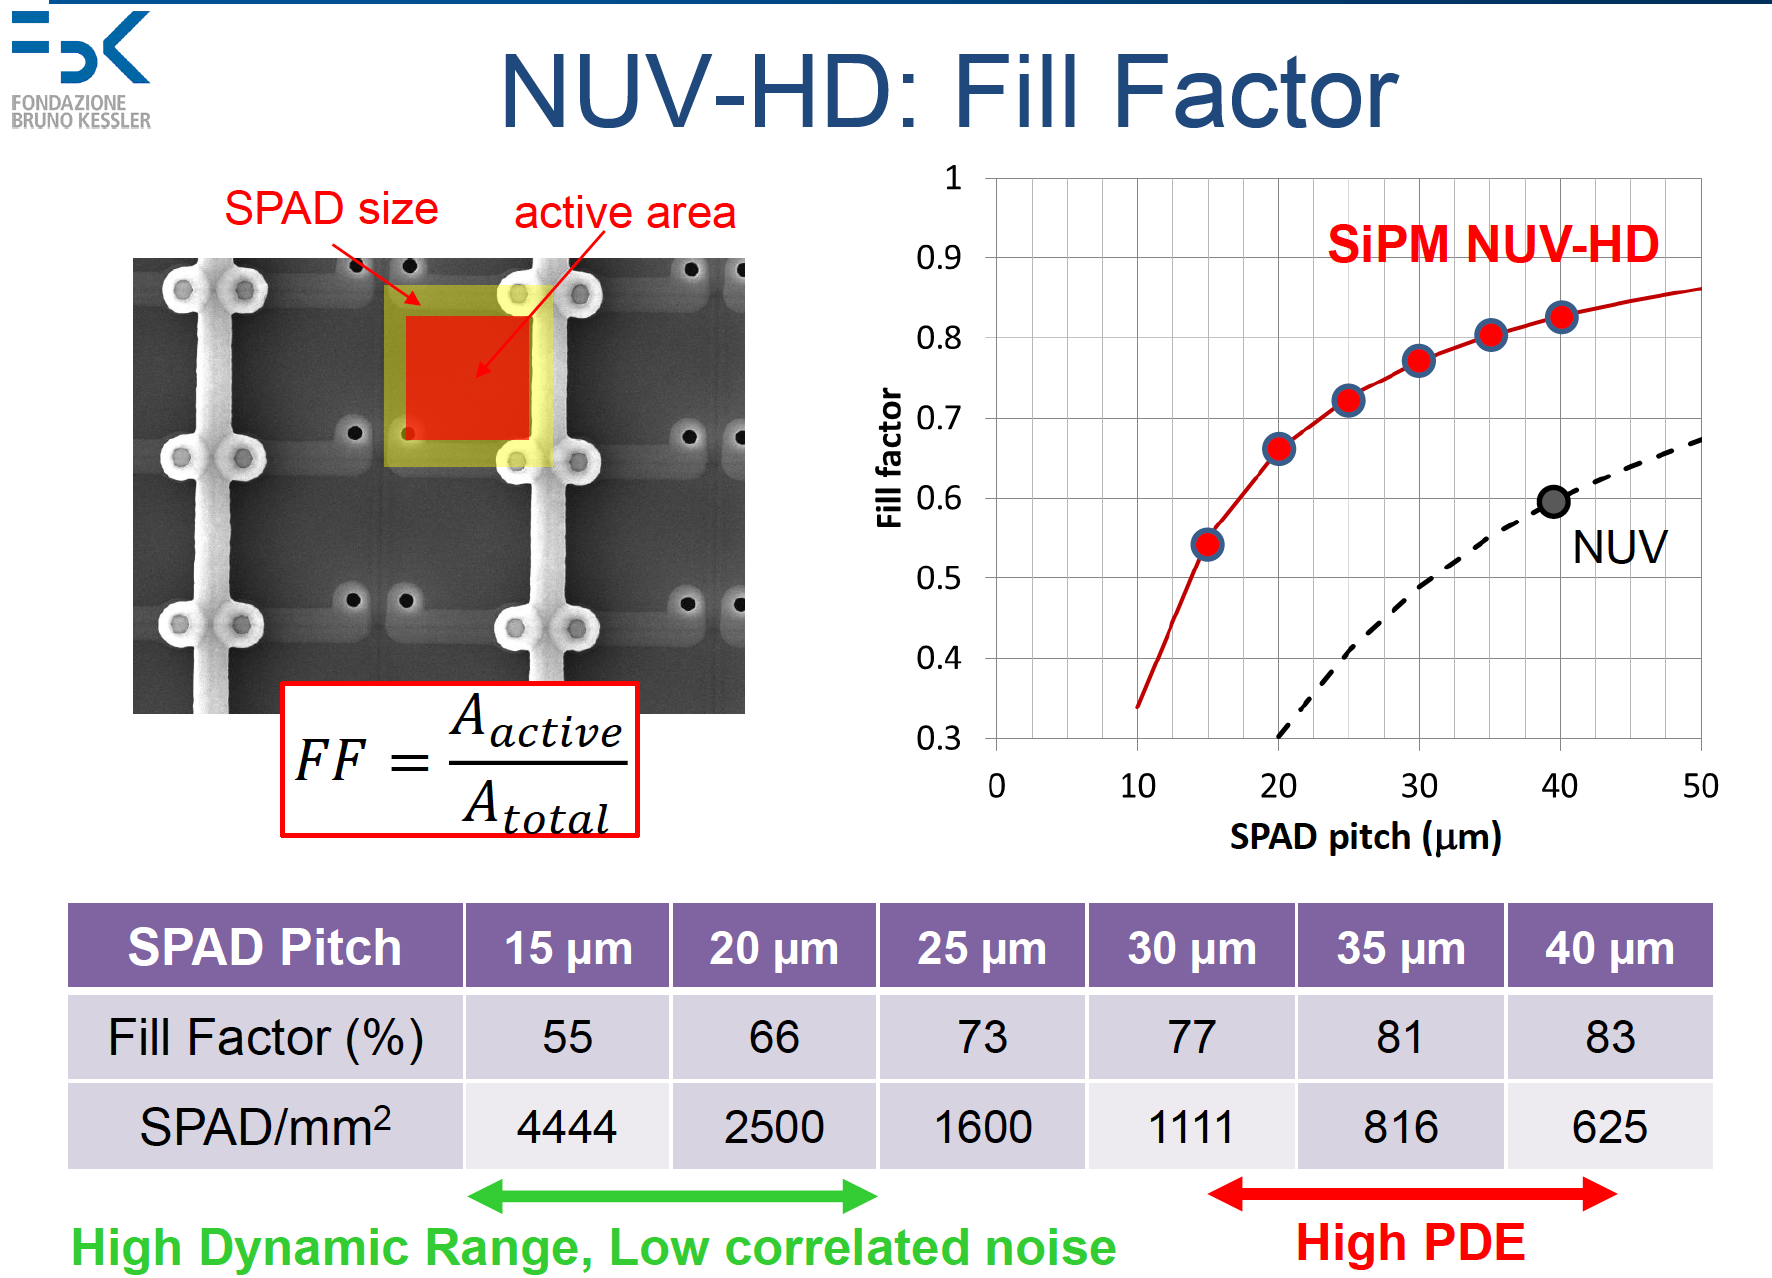 FBK
FONDAZIONE
BRUNO KESSLER
NUV-HD: Fill Factor
SPAD size
active area
FF = A_active / A_total
SiPM NUV-HD
NUV
Fill factor
1
0.9
0.8
0.7
0.6
0.5
0.4
0.3
0 10 20 30 40 50
SPAD pitch (μm)
SPAD Pitch 15 µm 20 µm 25 µm 30 µm 35 µm 40 µm
Fill Factor (%) 55 66 73 77 81 83
SPAD/mm² 4444 2500 1600 1111 816 625
High Dynamic Range, Low correlated noise
High PDE